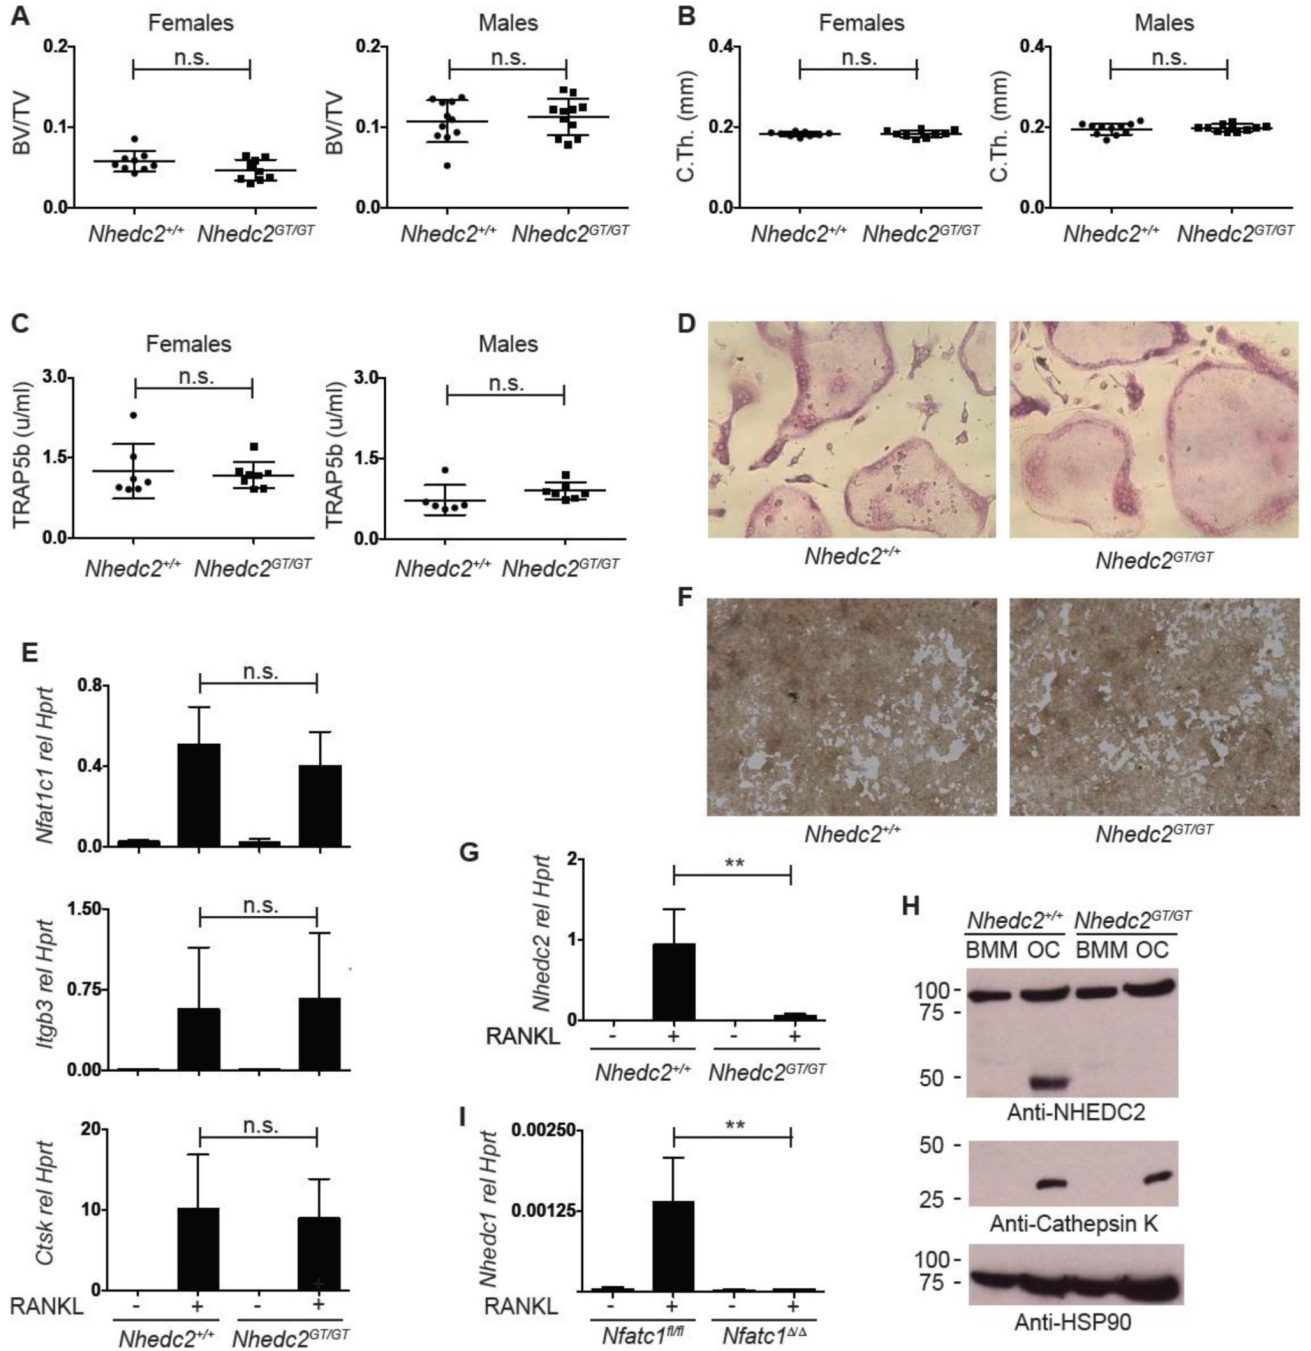 A
Females
Males
BV/TV
0.2
0.1
0.0
n.s.
Nhedc2+/+ Nhedc2GT/GT
BV/TV
0.2
0.1
0.0
n.s.
Nhedc2+/+ Nhedc2GT/GT
B
Females
Males
C.Th. (mm)
0.4
0.2
0.0
n.s.
Nhedc2+/+ Nhedc2GT/GT
C.Th. (mm)
0.4
0.2
0.0
n.s.
Nhedc2+/+ Nhedc2GT/GT
C
Females
Males
TRAP5b (u/ml)
3.0
1.5
0.0
n.s.
Nhedc2+/+ Nhedc2GT/GT
TRAP5b (u/ml)
3.0
1.5
0.0
n.s.
Nhedc2+/+ Nhedc2GT/GT
D
Nhedc2+/+
Nhedc2GT/GT
E
Nfat1c1 rel Hprt
0.8
0.4
0.0
n.s.
Itgb3 rel Hprt
1.50
0.75
0.00
n.s.
Ctsk rel Hprt
20
10
0
n.s.
RANKL - + - +
Nhedc2+/+ Nhedc2GT/GT
F
Nhedc2+/+
Nhedc2GT/GT
G
Nhedc2 rel Hprt
2
1
0
**
RANKL - + - +
Nhedc2+/+ Nhedc2GT/GT
H
Nhedc2+/+ Nhedc2GT/GT
BMM OC BMM OC
100
75
50
Anti-NHEDC2
50
25
Anti-Cathepsin K
100
75
Anti-HSP90
I
Nhedc1 rel Hprt
0.00250
0.00125
**
RANKL - + - +
Nfatc1fl/fl Nfatc1Δ/Δ